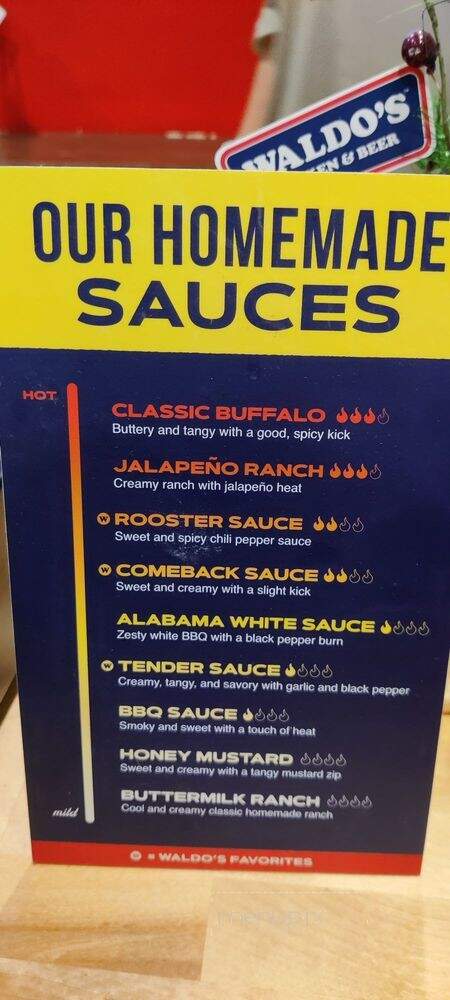 WALDO'S
& BEER
OUR HOMEMADE
SAUCES
HOT
CLASSIC BUFFALO
Buttery and tangy with a good, spicy kick
JALAPEÑO RANCH
Creamy ranch with jalapeño heat
W ROOSTER SAUCE
Sweet and spicy chili pepper sauce
W COMEBACK SAUCE
Sweet and creamy with a slight kick
ALABAMA WHITE SAUCE
Zesty white BBQ with a black pepper burn
W TENDER SAUCE
Creamy, tangy, and savory with garlic and black pepper
BBQ SAUCE
Smoky and sweet with a touch of heat
HONEY MUSTARD
Sweet and creamy with a tangy mustard zip
BUTTERMILK RANCH
Cool and creamy classic homemade ranch
mild
W = WALDO'S FAVORITES